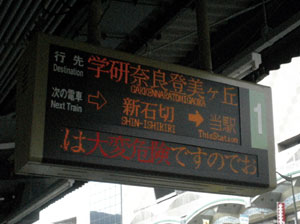 行先 学研奈良登美ヶ丘
Destination GAKKENNARATOMIGAOKA
次の電車 新石切 当駅
Next Train SHIN-ISHIKIRI This Station
1
は大変危険ですのでお